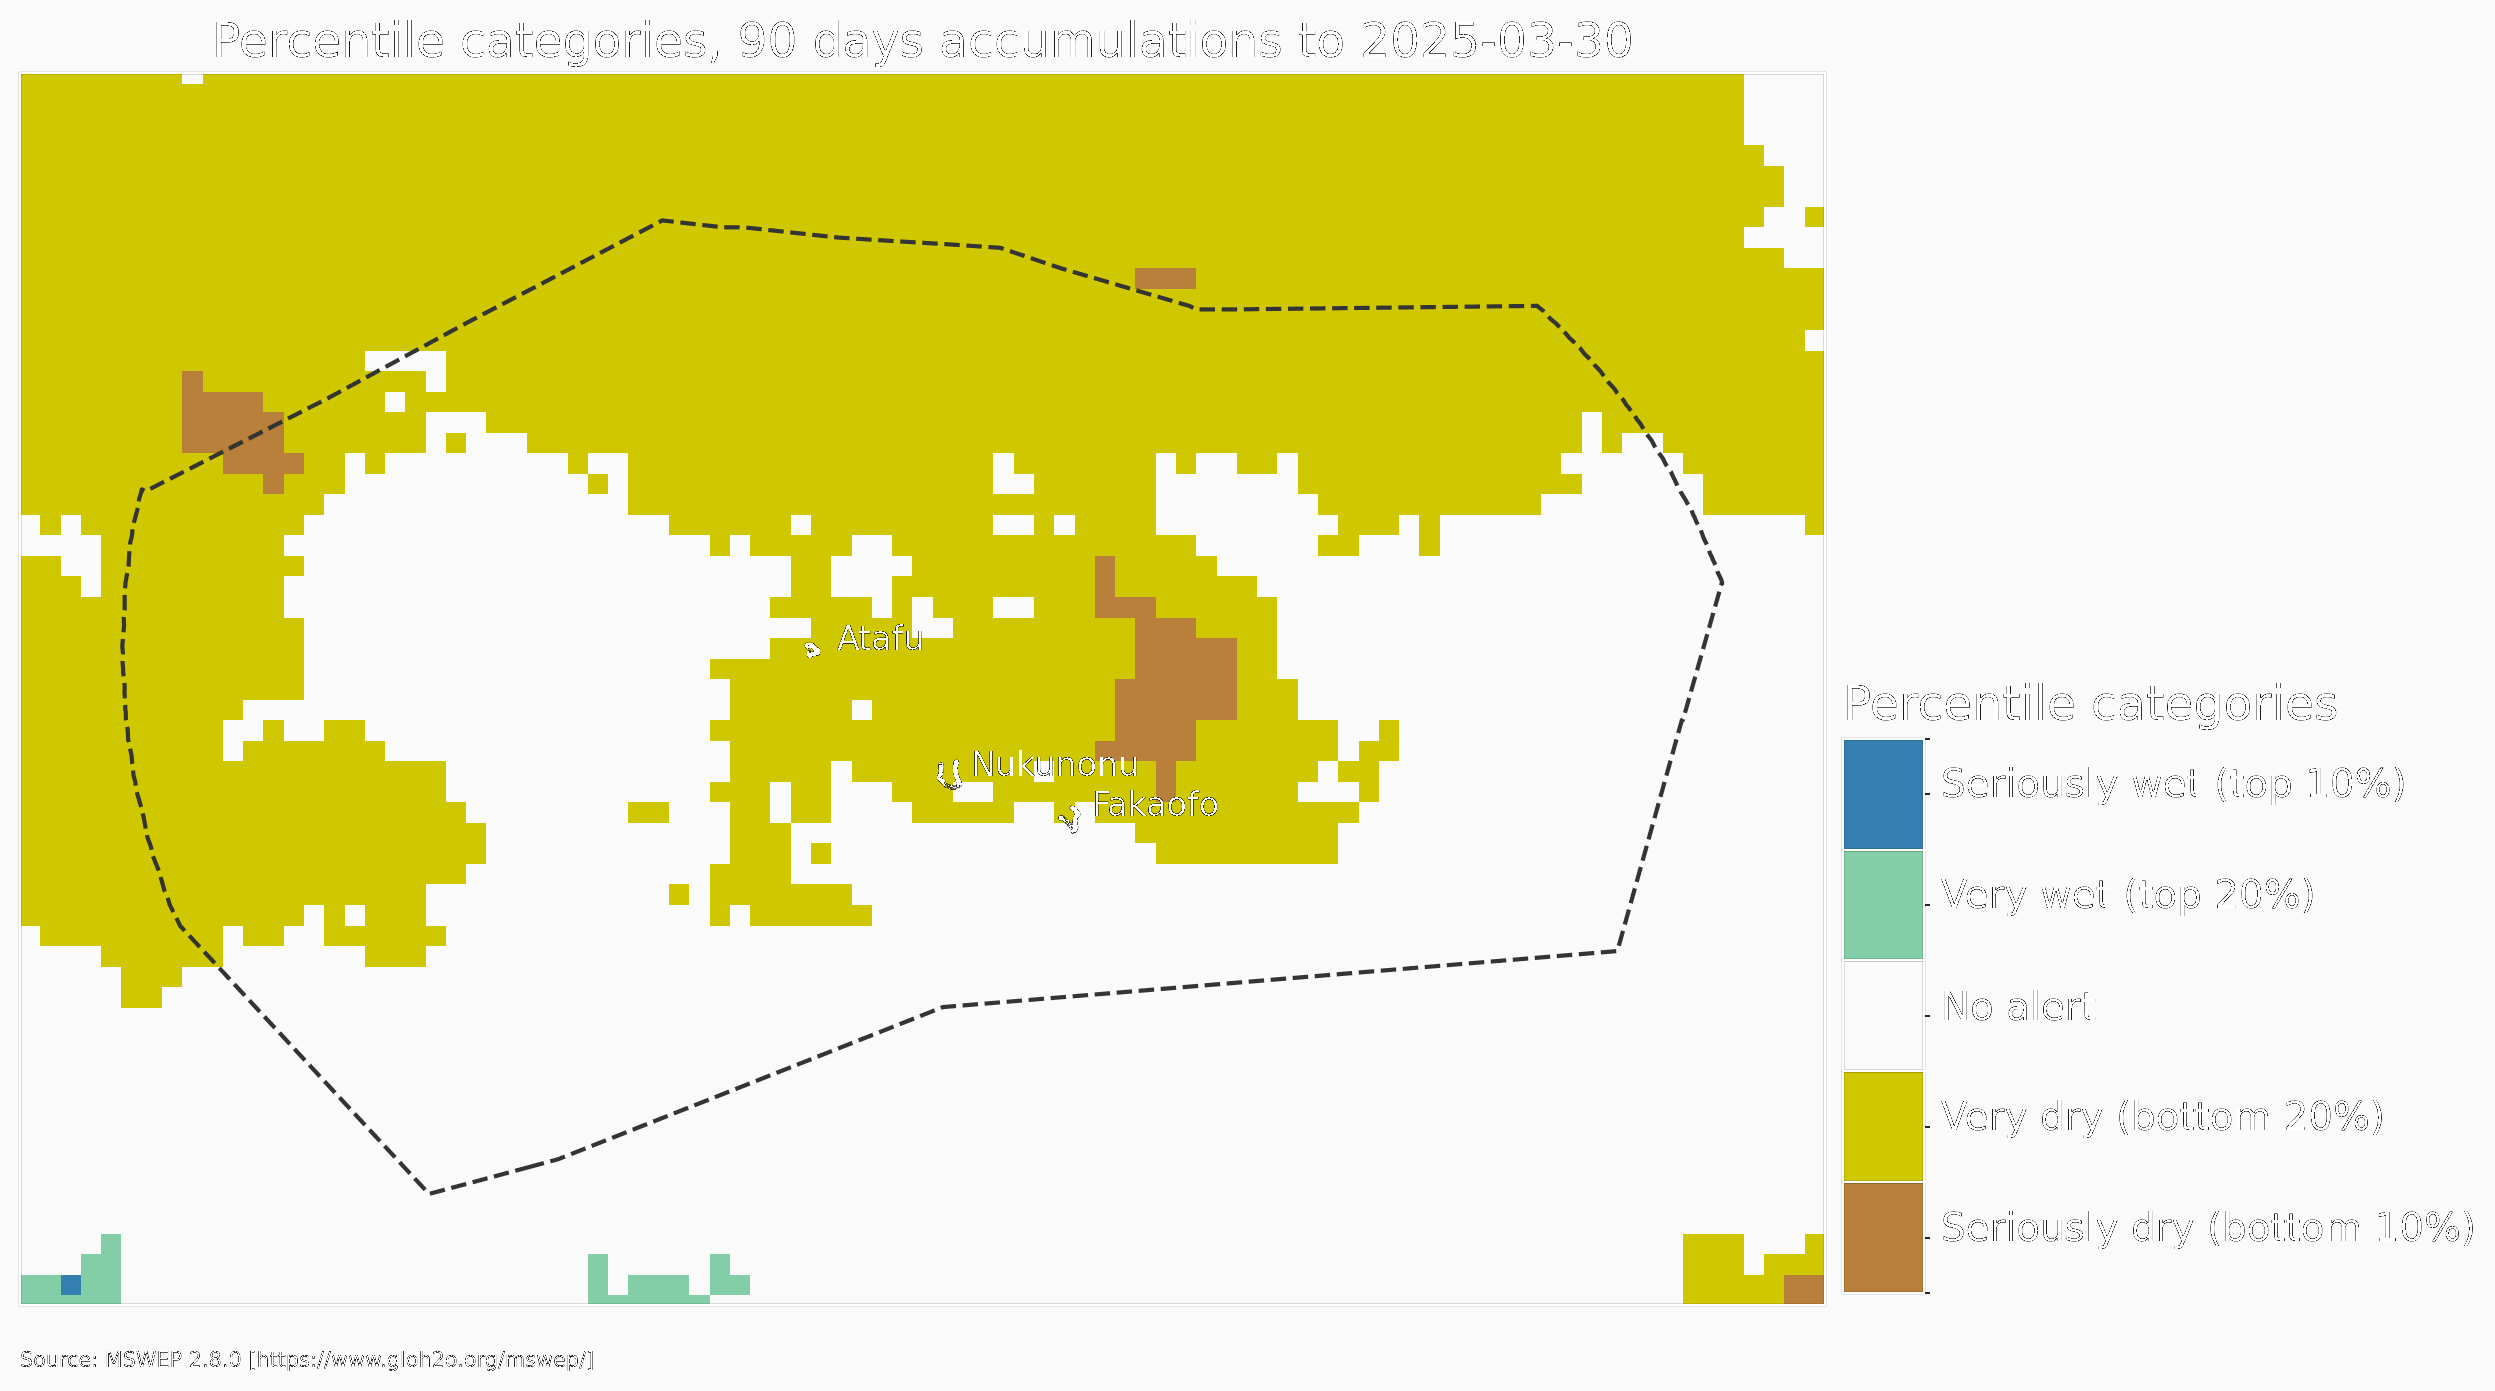 Percentile categories, 90 days accumulations to 2025-03-30
Atafu
Nukunonu
Fakaofo
Percentile categories
Seriously wet (top 10%)
Very wet (top 20%)
No alert
Very dry (bottom 20%)
Seriously dry (bottom 10%)
Source: MSWEP 2.8.0 [https://www.gloh2o.org/mswep/]